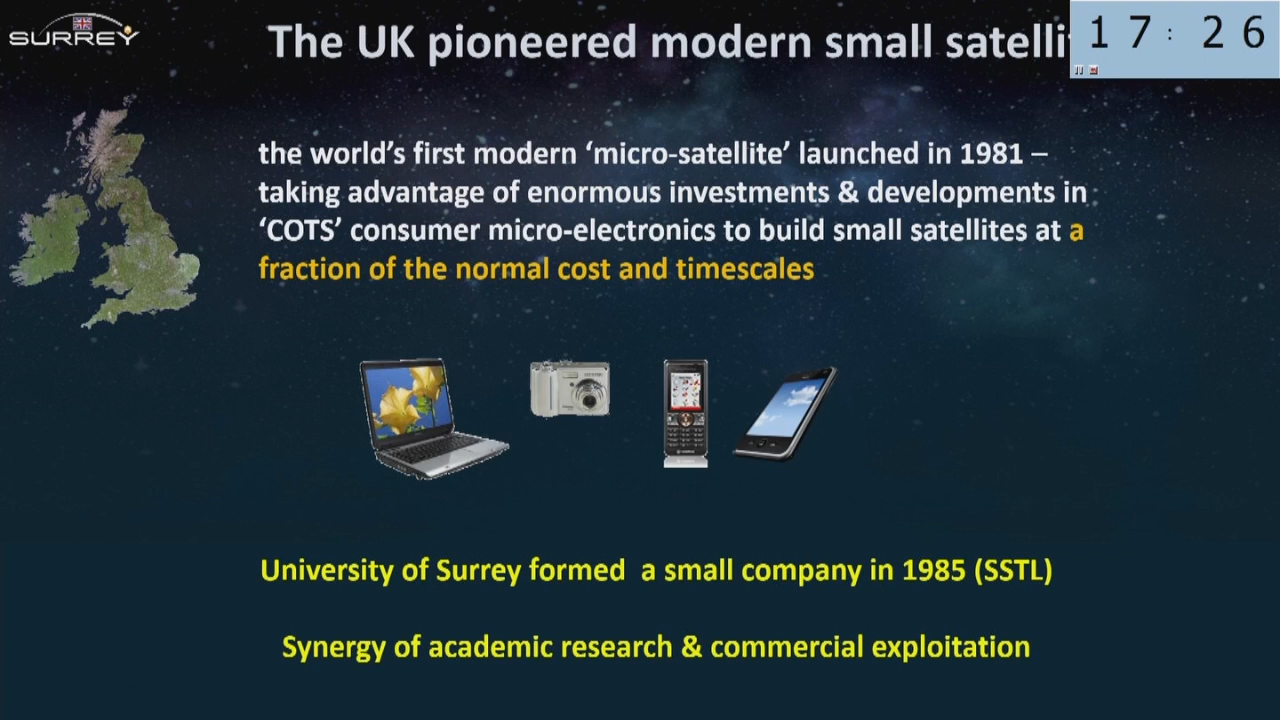 SURREY
The UK pioneered modern small
17: 26
the world's first modern 'micro-satellite' launched in 1981 –
taking advantage of enormous investments & developments in
'COTS' consumer micro-electronics to build small satellites at a
fraction of the normal cost and timescales
University of Surrey formed a small company in 1985 (SSTL)
Synergy of academic research & commercial exploitation